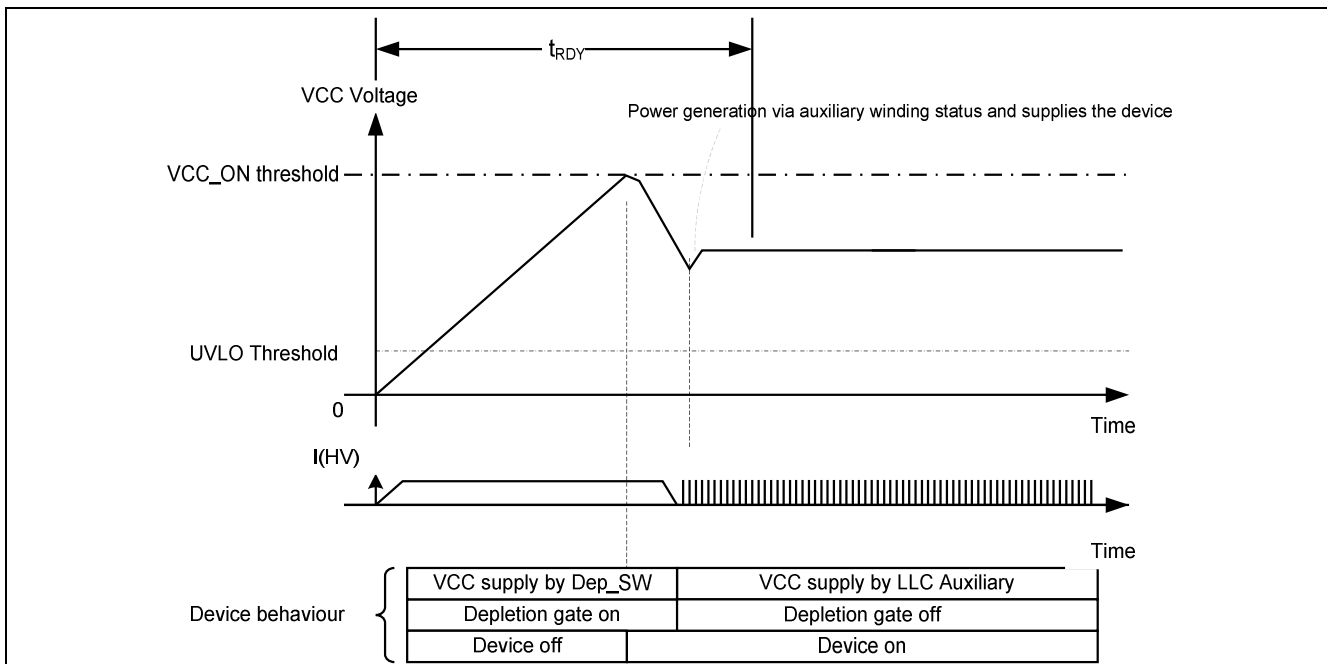 tRDY
VCC Voltage
Power generation via auxiliary winding status and supplies the device
VCC_ON threshold
UVLO Threshold
0
Time
I(HV)
Time
Device behaviour
VCC supply by Dep_SW
VCC supply by LLC Auxiliary
Depletion gate on
Depletion gate off
Device off
Device on